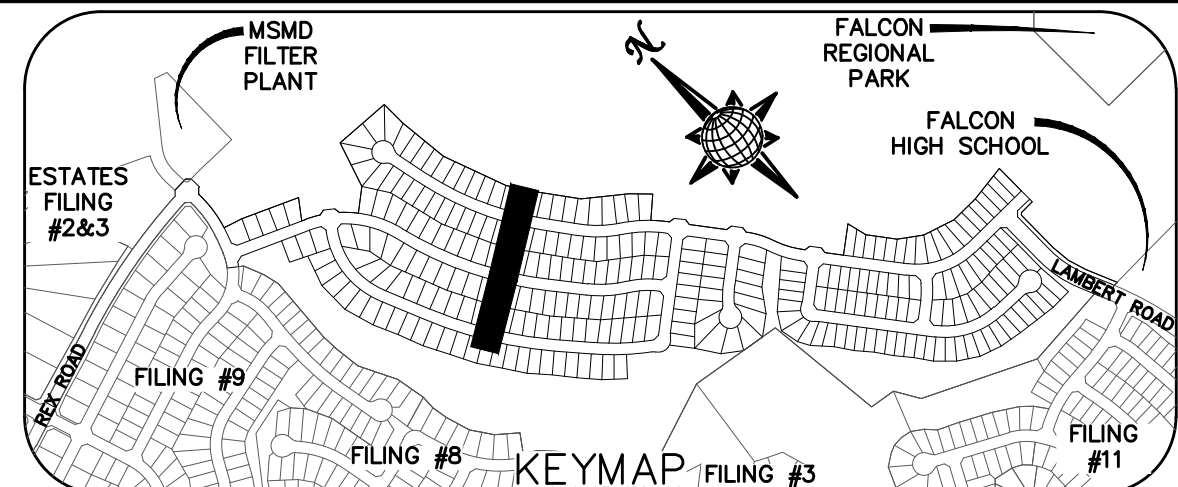 MSMD
FILTER
PLANT
N
FALCON
REGIONAL
PARK
FALCON
HIGH SCHOOL
ESTATES
FILING
#2&3
LAMBERT ROAD
REX ROAD
FILING #9
FILING #8
KEYMAP
FILING #3
FILING
#11